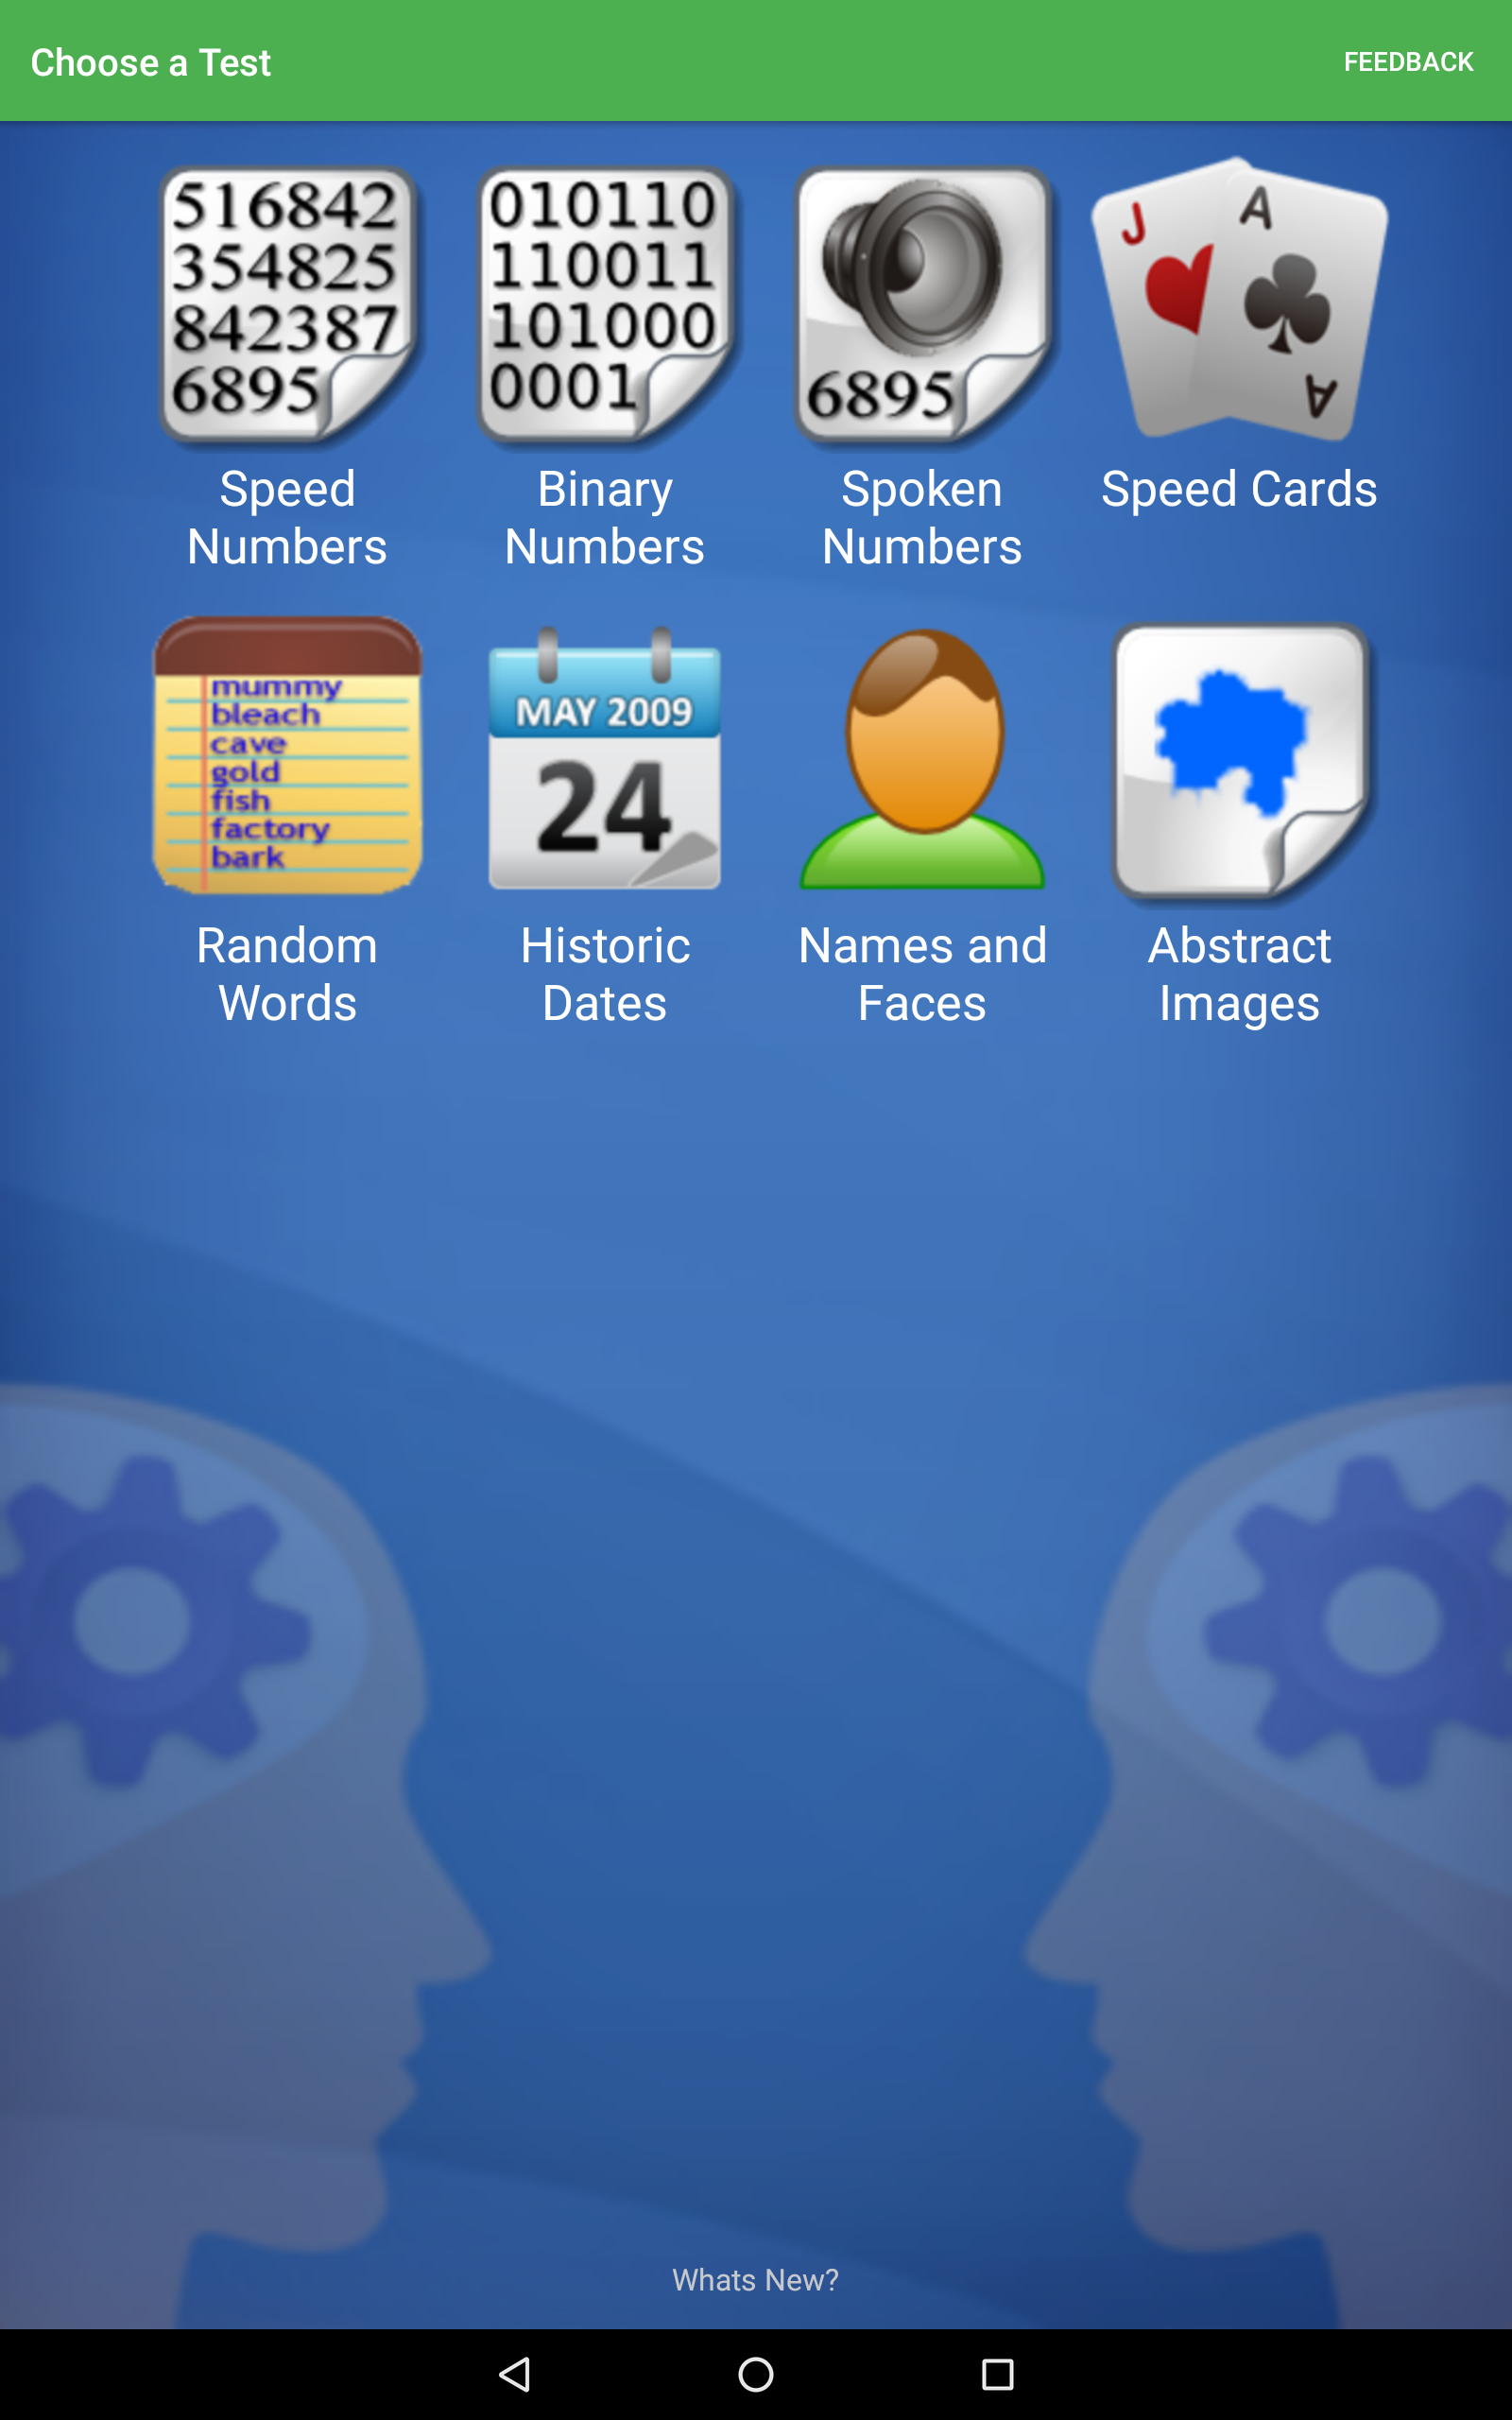 Choose a Test
FEEDBACK
516842
354825
842387
6895
010110
110011
101000
0001
6895
J
A
A
Speed
Numbers
Binary
Numbers
Spoken
Numbers
Speed Cards
mummy
bleach
cave
gold
fish
factory
bark
MAY 2009
24
Random
Words
Historic
Dates
Names and
Faces
Abstract
Images
Whats New?